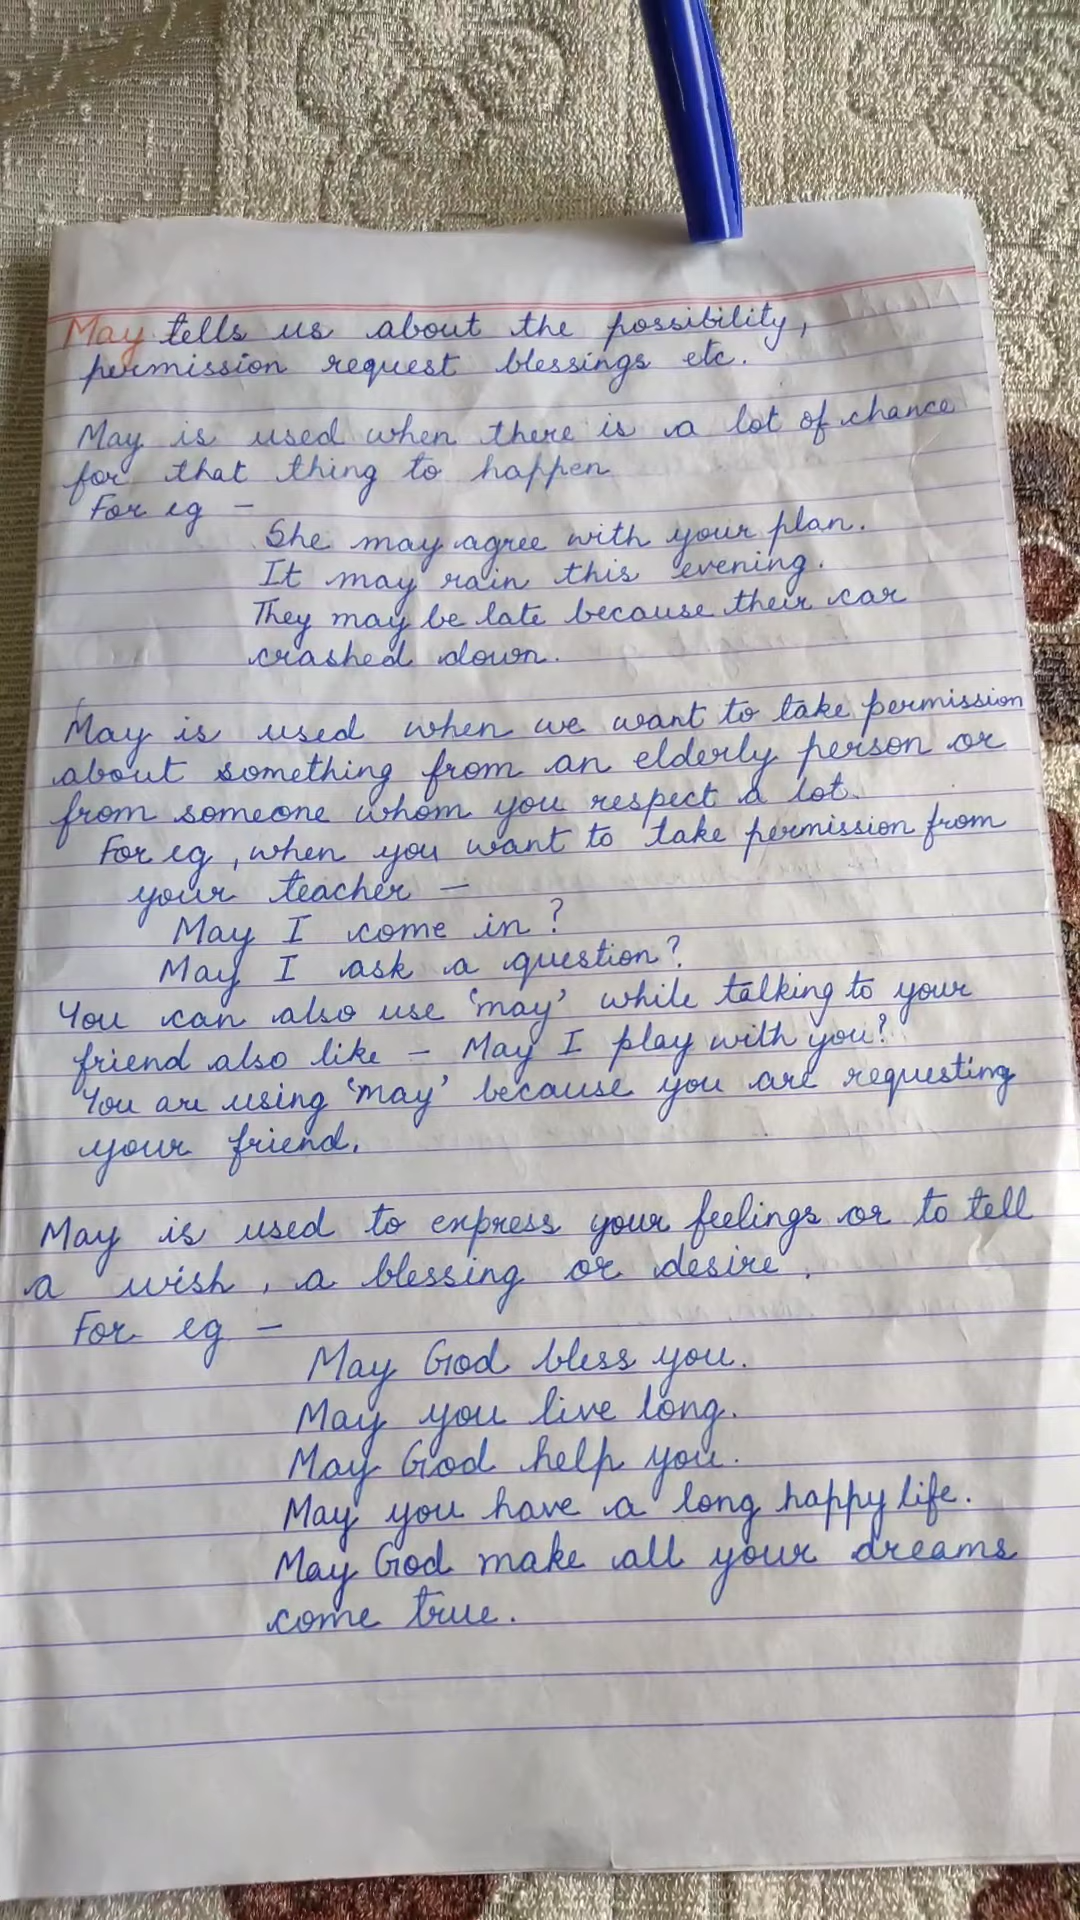 May tells us about the possibility,
permission request blessings etc.
May is used when there is a lot of chance
for that thing to happen
For eg –
She may agree with your plan.
It may rain this evening.
They may be late because their car
crashed down.
May is used when we want to take permission
about something from an elderly person or
from someone whom you respect a lot.
For eg, when you want to take permission from
your teacher –
May I come in?
May I ask a question?
You can also use 'may' while talking to your
friend also like – May I play with you?
You are using 'may' because you are requesting
your friend.
May is used to express your feelings or to tell
a wish, a blessing or desire.
For eg –
May God bless you.
May you live long.
May God help you.
May you have a long happy life.
May God make all your dreams
come true.